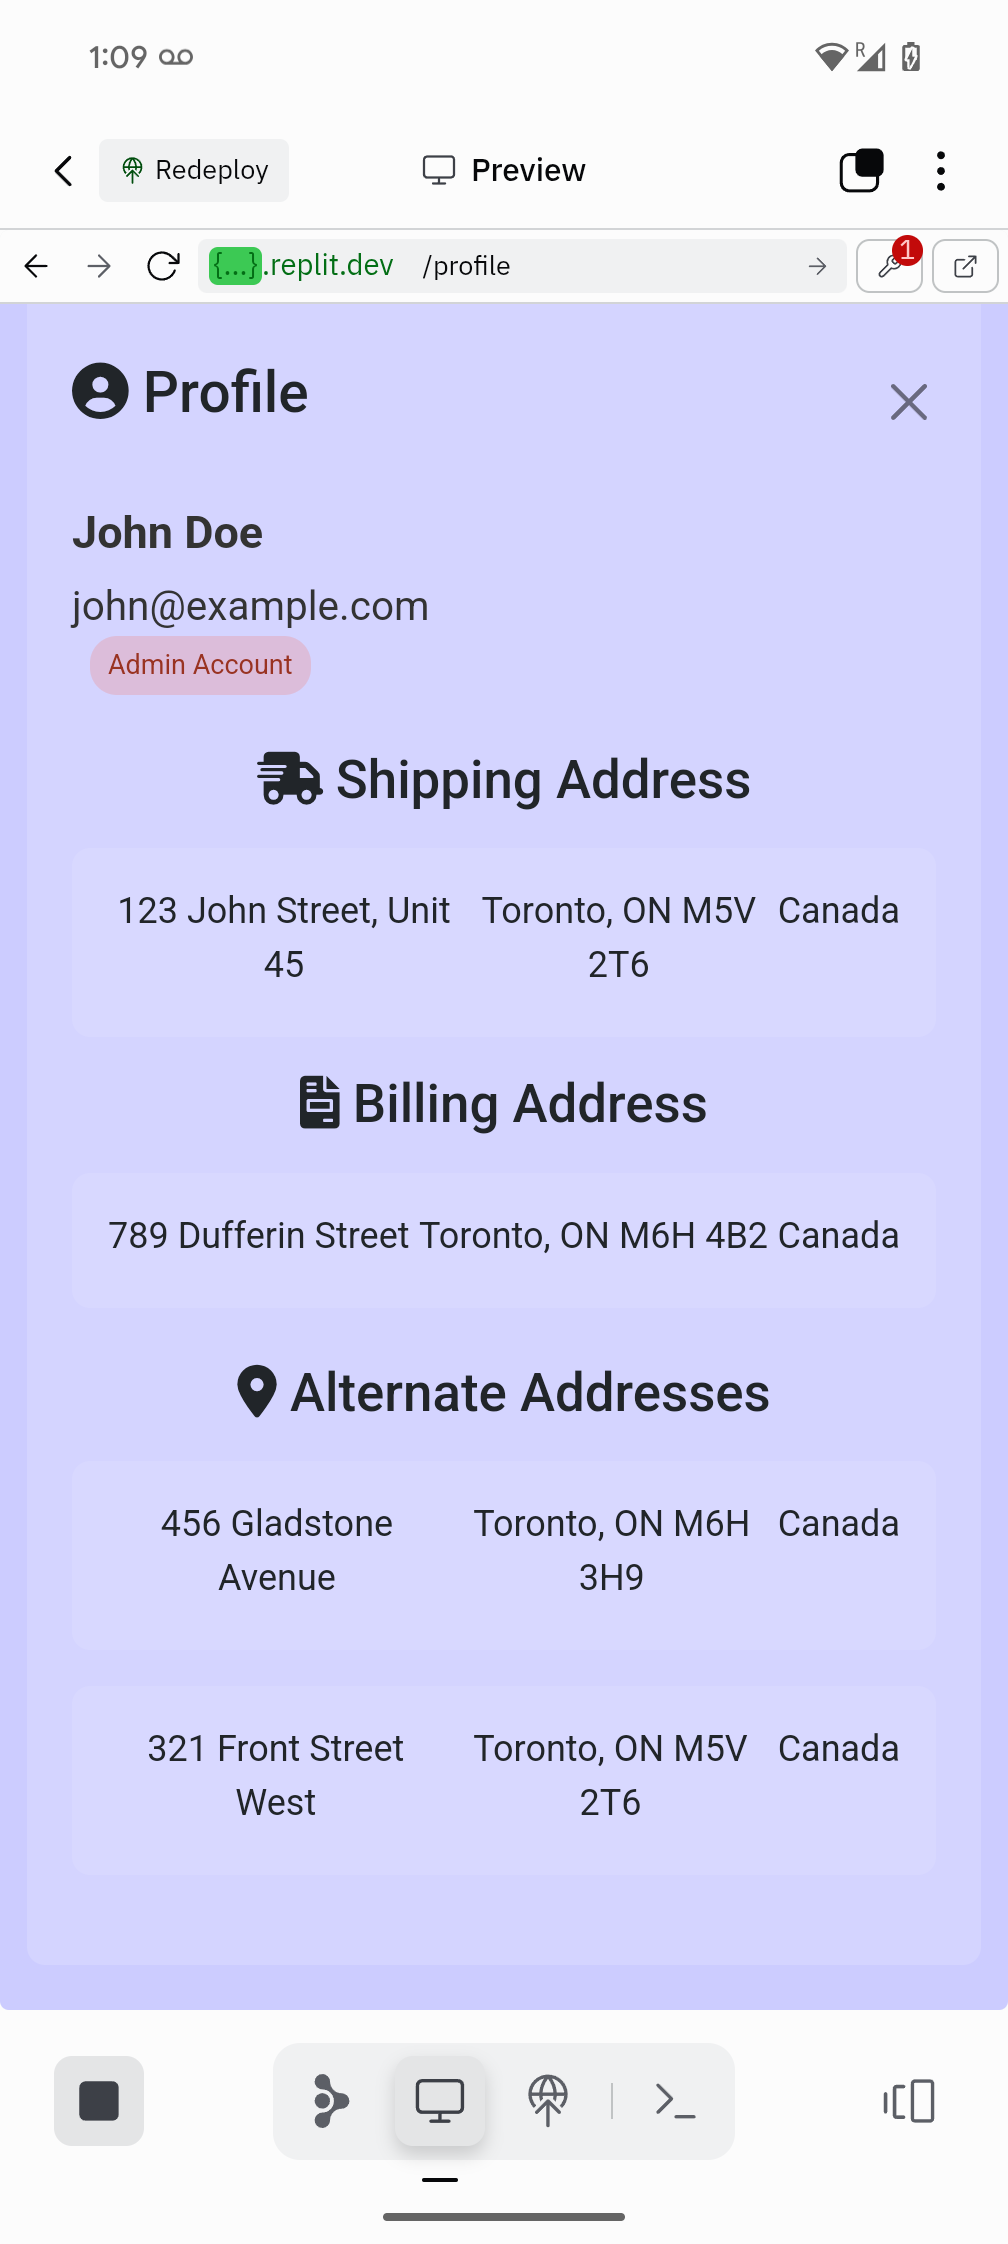 1:09
R
Redeploy
Preview
{...}.replit.dev /profile
1
Profile
John Doe
john@example.com
Admin Account
Shipping Address
123 John Street, Unit Toronto, ON M5V Canada
45 2T6
Billing Address
789 Dufferin Street Toronto, ON M6H 4B2 Canada
Alternate Addresses
456 Gladstone Toronto, ON M6H Canada
Avenue 3H9
321 Front Street Toronto, ON M5V Canada
West 2T6